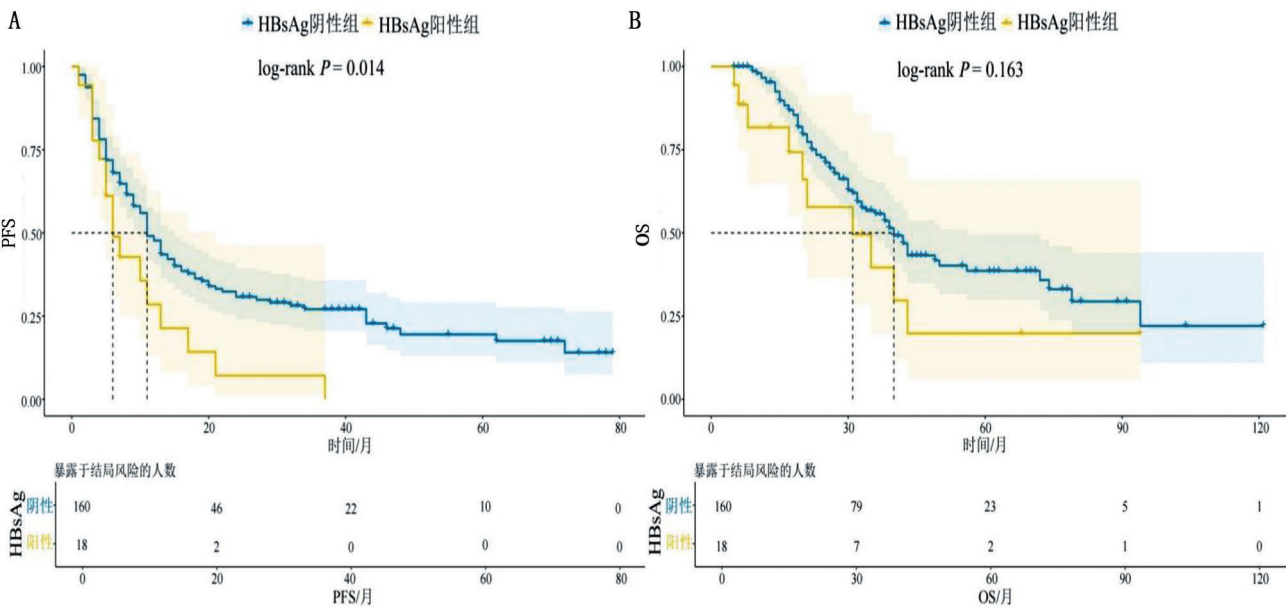 A
HBsAg阴性组 HBsAg阳性组
log-rank P = 0.014
PFS
1.00
0.75
0.50
0.25
0.00
0 20 40 60 80
时间/月
暴露于结局风险的人数
HBsAg
阴性 160 46 22 10 0
阳性 18 2 0 0 0
0 20 40 60 80
PFS/月
B
HBsAg阴性组 HBsAg阳性组
log-rank P = 0.163
OS
1.00
0.75
0.50
0.25
0.00
0 30 60 90 120
时间/月
暴露于结局风险的人数
HBsAg
阴性 160 79 23 5 1
阳性 18 7 2 1 0
0 30 60 90 120
OS/月